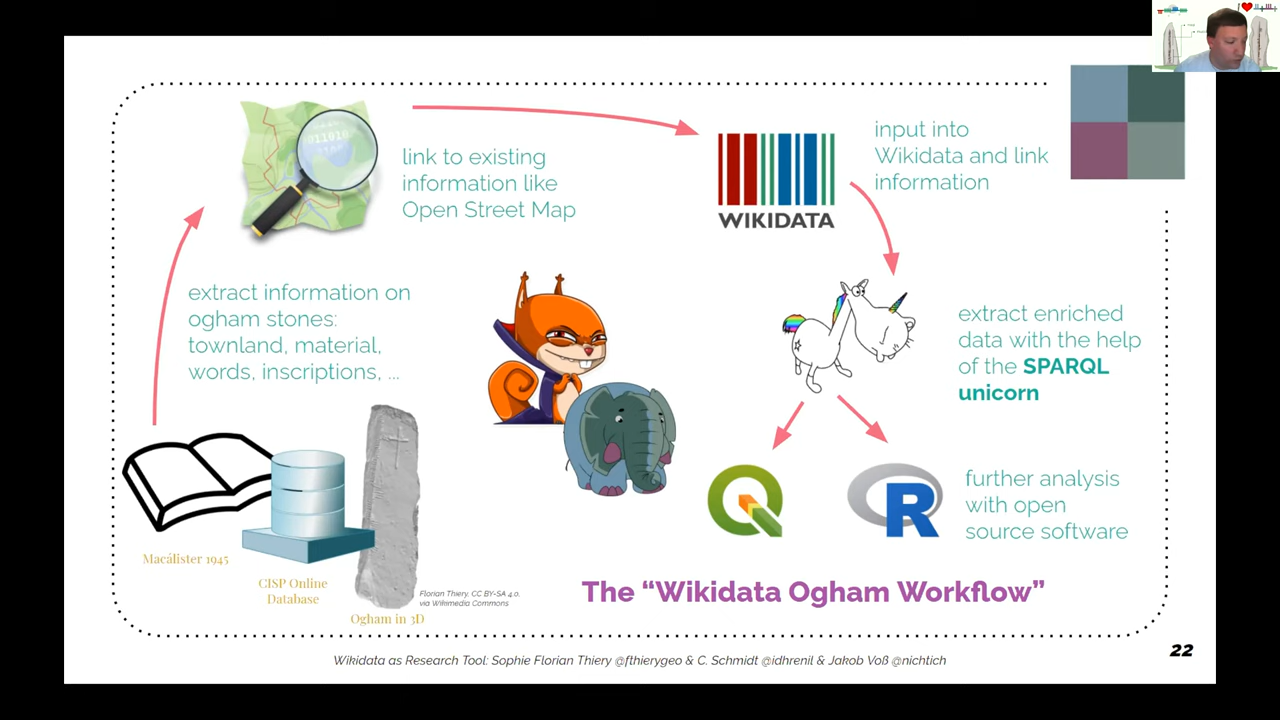 link to existing
information like
Open Street Map
WIKIDATA
input into
Wikidata and link
information
extract information on
ogham stones:
townland, material,
words, inscriptions, ...
extract enriched
data with the help
of the SPARQL
unicorn
R
further analysis
with open
source software
Macálister 1945
CISP Online
Database
Ogham in 3D
Florian Thiery, CC BY-SA 4.0,
via Wikimedia Commons
The “Wikidata Ogham Workflow”
22
Wikidata as Research Tool: Sophie Florian Thiery @fthierygeo & C. Schmidt @idhrenil & Jakob Voß @nichtich